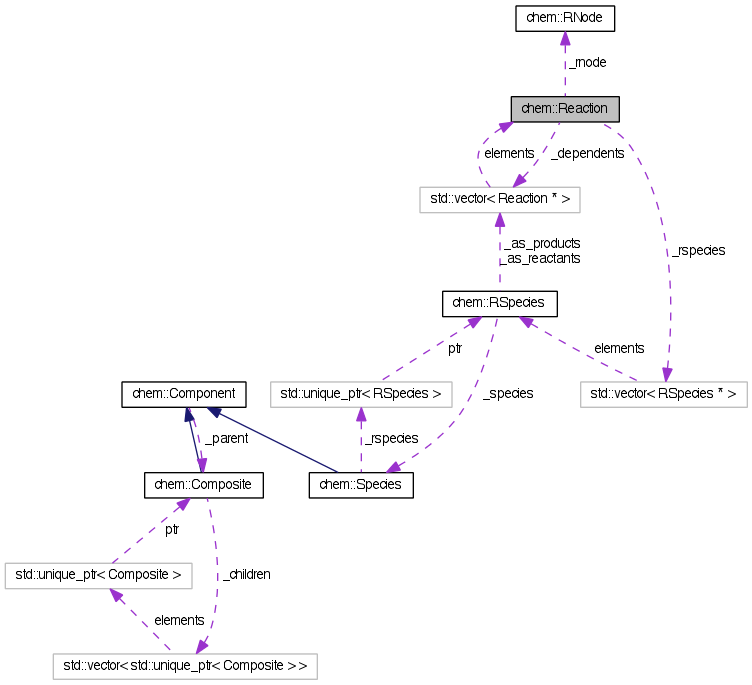 chem::RNode
_rnode
chem::Reaction
elements
_dependents
std::vector< Reaction * >
_as_products
_as_reactants
_rspecies
chem::RSpecies
ptr
elements
chem::Component
std::unique_ptr< RSpecies >
_species
std::vector< RSpecies * >
_parent
_rspecies
chem::Composite
chem::Species
ptr
std::unique_ptr< Composite >
_children
elements
std::vector< std::unique_ptr< Composite > >